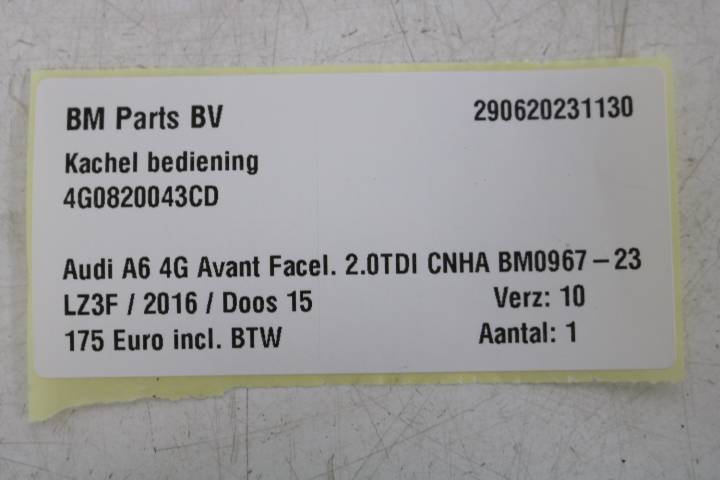 BM Parts BV 290620231130
Kachel bediening
4G0820043CD
Audi A6 4G Avant Facel. 2.0TDI CNHA BM0967-23
LZ3F / 2016 / Doos 15 Verz: 10
175 Euro incl. BTW Aantal: 1